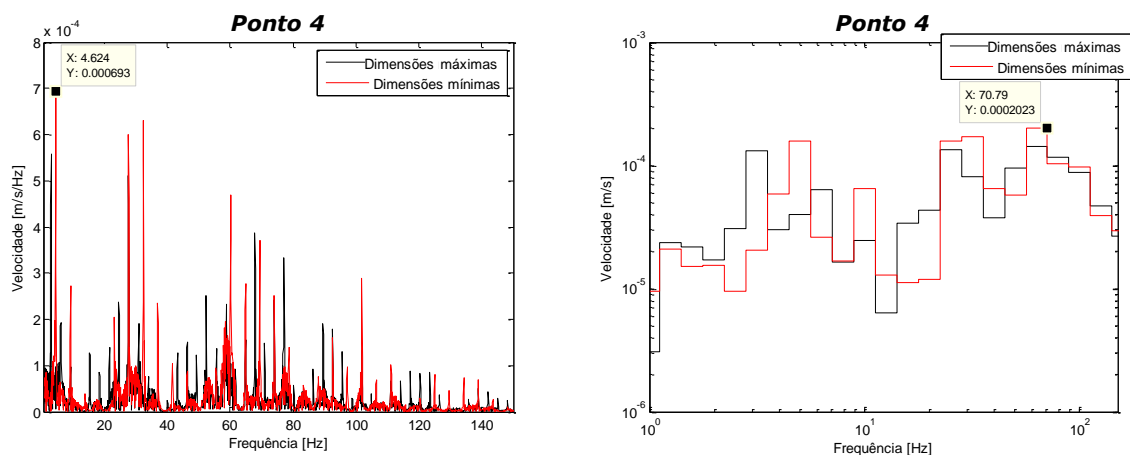 Ponto 4
x 10^-4
X: 4.624
Y: 0.000693
Dimensões máximas
Dimensões mínimas
8
7
6
5
4
3
2
1
0
Velocidade [m/s/Hz]
20 40 60 80 100 120 140
Frequência [Hz]
Ponto 4
Dimensões máximas
Dimensões mínimas
X: 70.79
Y: 0.0002023
10^-3
10^-4
10^-5
10^-6
Velocidade [m/s]
10^0 10^1 10^2
Frequência [Hz]